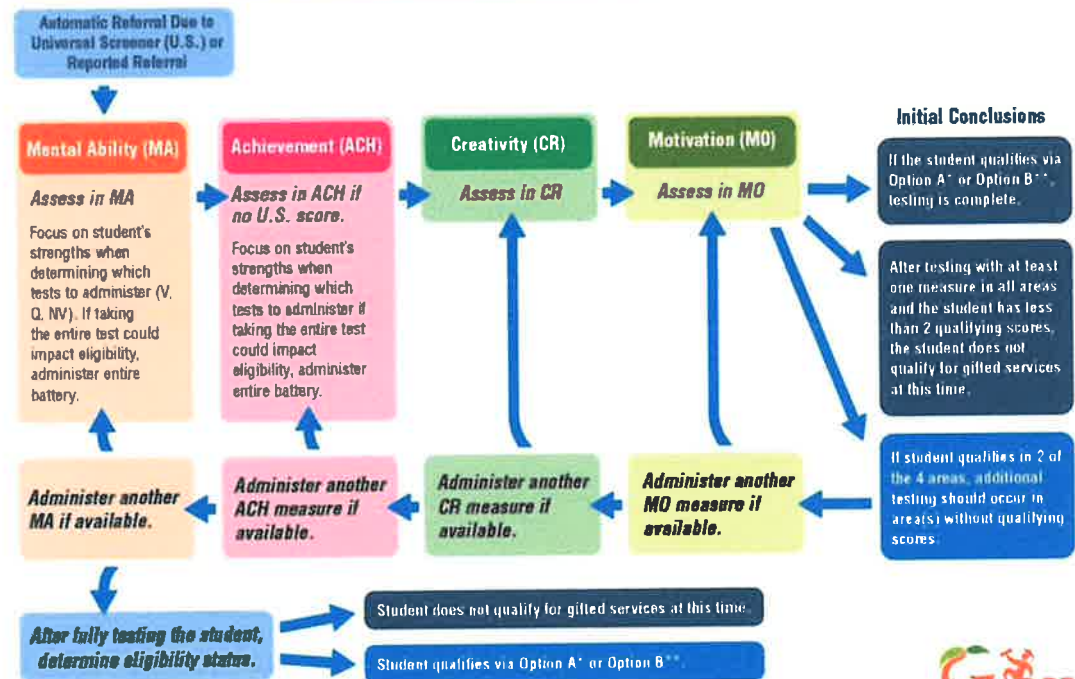 Automatic Referral Due to
Universal Screener (U.S.) or
Reported Referral
Mental Ability (MA)
Assess in MA
Focus on student's
strengths when
determining which
tests to administer (V,
Q, NV). If taking
the entire test could
impact eligibility,
administer entire
battery.
Achievement (ACH)
Assess in ACH if
no U.S. score.
Focus on student's
strengths when
determining which
tests to administer if
taking the entire test
could impact
eligibility, administer
entire battery.
Creativity (CR)
Assess in CR
Motivation (MO)
Assess in MO
Initial Conclusions
If the student qualifies via
Option A* or Option B**,
testing is complete.
After testing with at least
one measure in all areas
and the student has less
than 2 qualifying scores,
the student does not
qualify for gifted services
at this time.
If student qualifies in 2 of
the 4 areas, additional
testing should occur in
area(s) without qualifying
scores.
Administer another
MA if available.
Administer another
ACH measure if
available.
Administer another
CR measure if
available.
Administer another
MO measure if
available.
After fully testing the student,
determine eligibility status.
Student does not qualify for gifted services at this time.
Student qualifies via Option A* or Option B**.